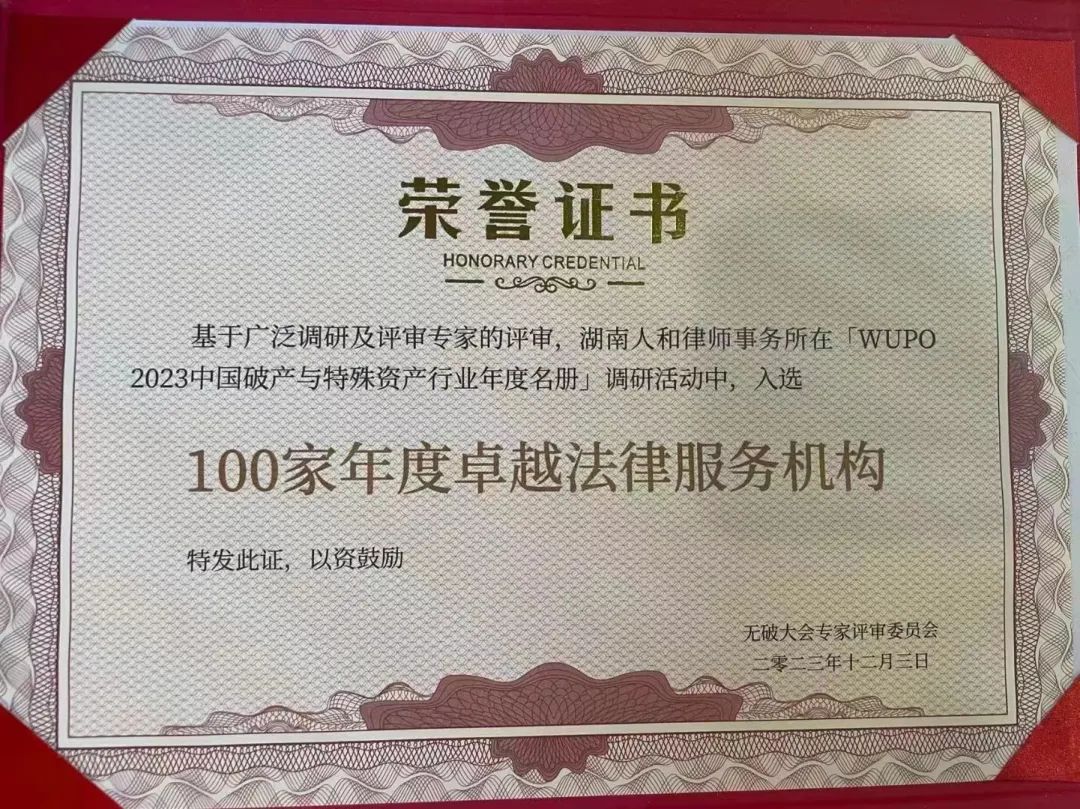 荣誉证书
HONORARY CREDENTIAL
基于广泛调研及评审专家的评审，湖南人和律师事务所在「WUPO
2023中国破产与特殊资产行业年度名册」调研活动中，入选
100家年度卓越法律服务机构
特发此证，以资鼓励
无破大会专家评审委员会
二零二三年十二月三日